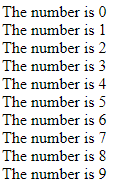 The number is 0
The number is 1
The number is 2
The number is 3
The number is 4
The number is 5
The number is 6
The number is 7
The number is 8
The number is 9